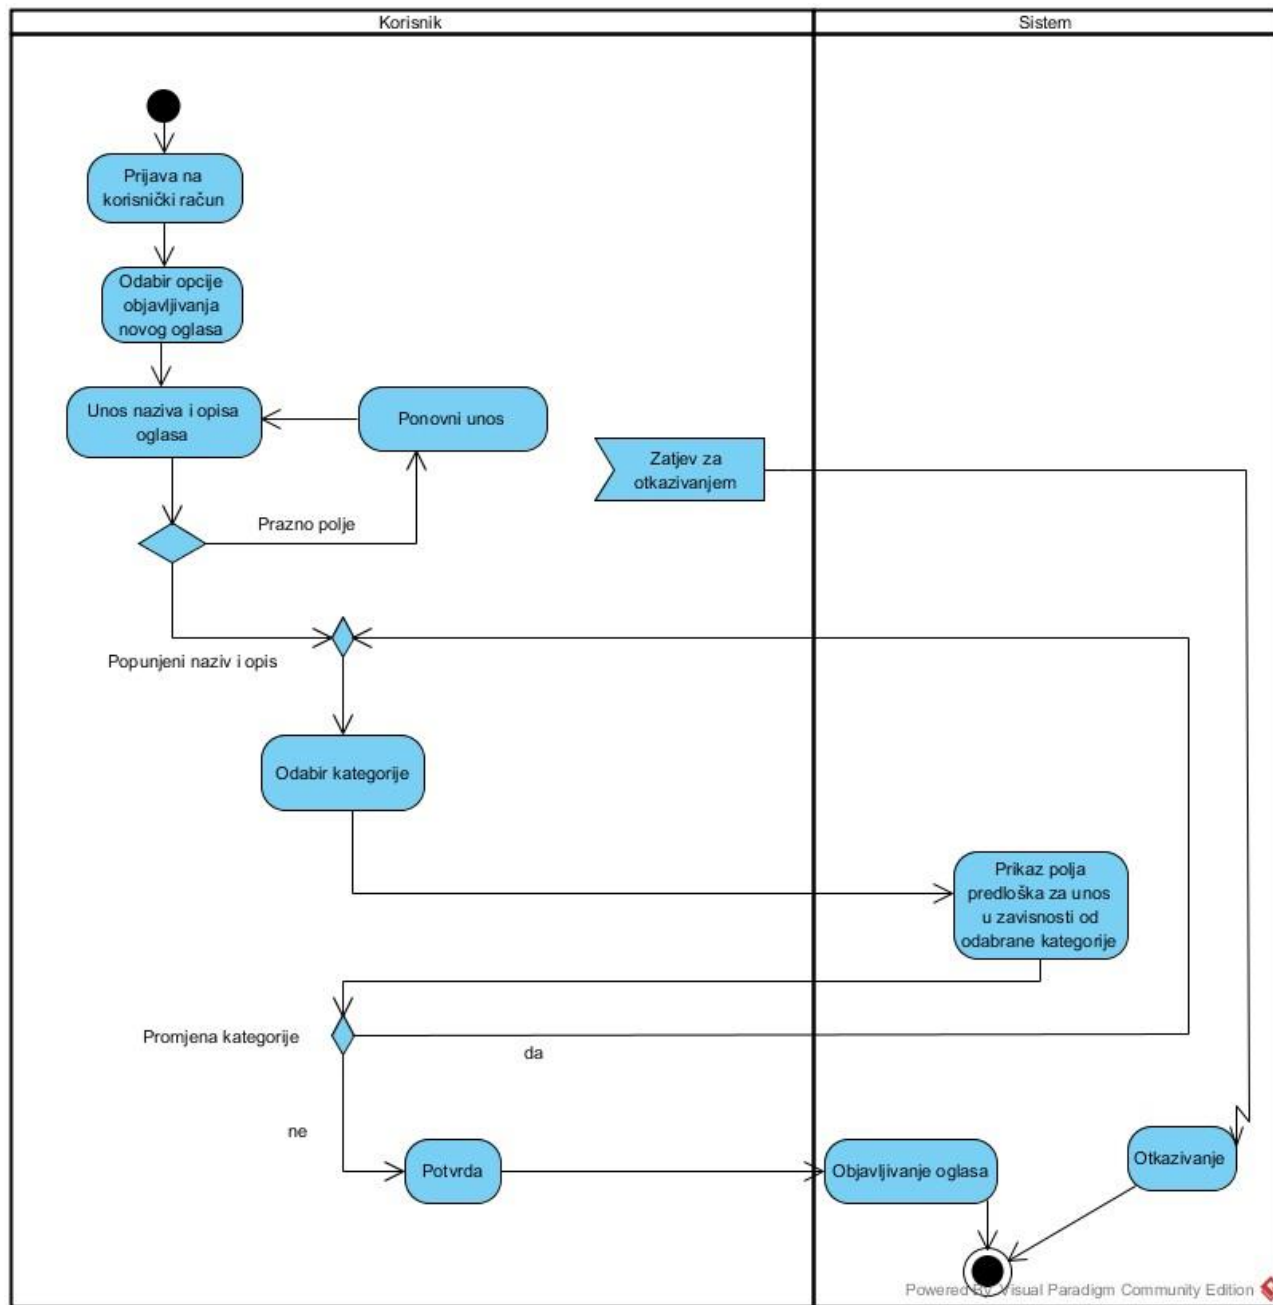 Korisnik
Sistem
Prijava na
korisnički račun
Odabir opcije
objavljivanja
novog oglasa
Unos naziva i opisa
oglasa
Ponovni unos
Zatjev za
otkazivanjem
Prazno polje
Popunjeni naziv i opis
Odabir kategorije
Prikaz polja
predloška za unos
u zavisnosti od
odabrane kategorije
Promjena kategorije
da
ne
Potvrda
Objavljivanje oglasa
Otkazivanje
Powered By Visual Paradigm Community Edition